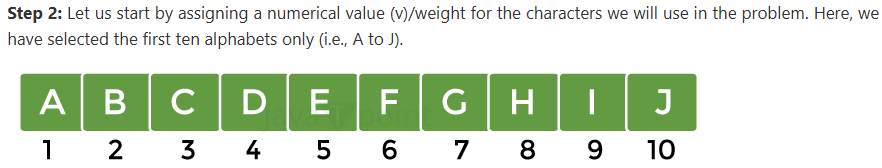 Step 2: Let us start by assigning a numerical value (v)/weight for the characters we will use in the problem. Here, we
have selected the first ten alphabets only (i.e., A to J).
A B C D E F G H I J
1 2 3 4 5 6 7 8 9 10